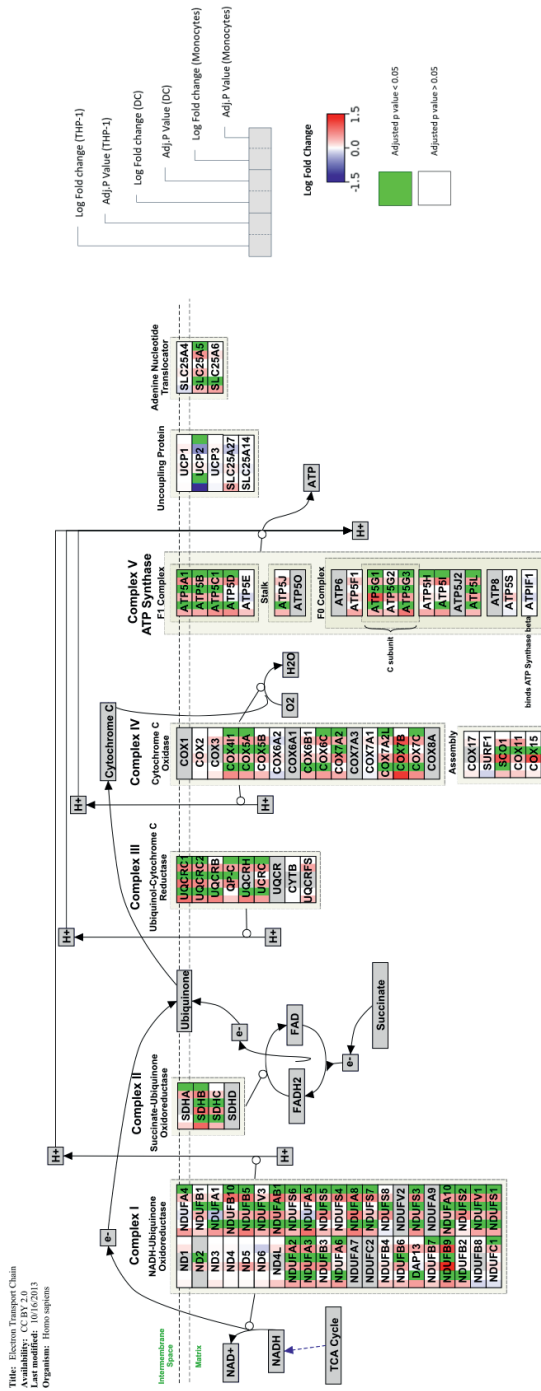 Title: Electron Transport Chain
Availability: CC BY 2.0
Last modified: 10/16/2013
Organism: Homo sapiens
Intermembrane
Space
Matrix
e-
NAD+
NADH
TCA Cycle
Complex I
NADH-Ubiquinone
Oxidoreductase
ND1
ND2
ND3
ND4
ND5
ND6
ND4L
NDUFA2
NDUFA3
NDUFB3
NDUFA6
NDUFA7
NDUFC2
NDUFB4
NDUFB6
DAP13
NDUFB7
NDUFB9
NDUFB2
NDUFB8
NDUFC1
NDUFA4
NDUFB1
NDUFA1
NDUFB10
NDUFB5
NDUFV3
NDUFAB1
NDUFS6
NDUFA5
NDUFS5
NDUFS4
NDUFA8
NDUFS7
NDUFS8
NDUFV2
NDUFA9
NDUFS3
NDUFA10
NDUFS2
NDUFV1
NDUFS1
H+
H+
Complex II
Succinate-Ubiquinone
Oxidoreductase
SDHA
SDHB
SDHC
SDHD
FAD
FADH2
e-
e-
Succinate
Ubiquinone
H+
Complex III
Ubiquinol-Cytochrome C
Reductase
UQCRC1
UQCRC2
UQCRB
QP-C
UQCRH
UCRC
UQCR
CYTB
UQCRFS
H+
Cytochrome C
H+
Complex IV
Cytochrome C
Oxidase
COX1
COX2
COX3
COX4I1
COX5A
COX5B
COX6A2
COX6A1
COX6B1
COX6C
COX7A2
COX7A3
COX7A1
COX7A2L
COX7B
COX7C
COX8A
H+
O2
H2O
Assembly
COX17
SURF1
SCO1
COX11
COX15
Complex V
ATP Synthase
F1 Complex
ATP5A1
ATP5B
ATP5C1
ATP5D
ATP5E
Stalk
ATP5J
ATP5O
F0 Complex
ATP6
ATP5F1
ATP5G1
ATP5G2
ATP5G3
ATP5H
ATP5I
ATP5J2
ATP5L
ATP8
ATP5S
ATPIF1
C subunit
binds ATP Synthase beta
H+
ATP
Uncoupling Protein
UCP1
UCP2
UCP3
SLC25A27
SLC25A14
Adenine Nucleotide
Translocator
SLC25A4
SLC25A5
SLC25A6
Log Fold change (THP-1)
Adj.P Value (THP-1)
Log Fold change (DC)
Adj.P Value (DC)
Log Fold change (Monocytes)
Adj.P Value (Monocytes)
Log Fold Change
-1.5 0.0 1.5
Adjusted p value < 0.05
Adjusted p value > 0.05